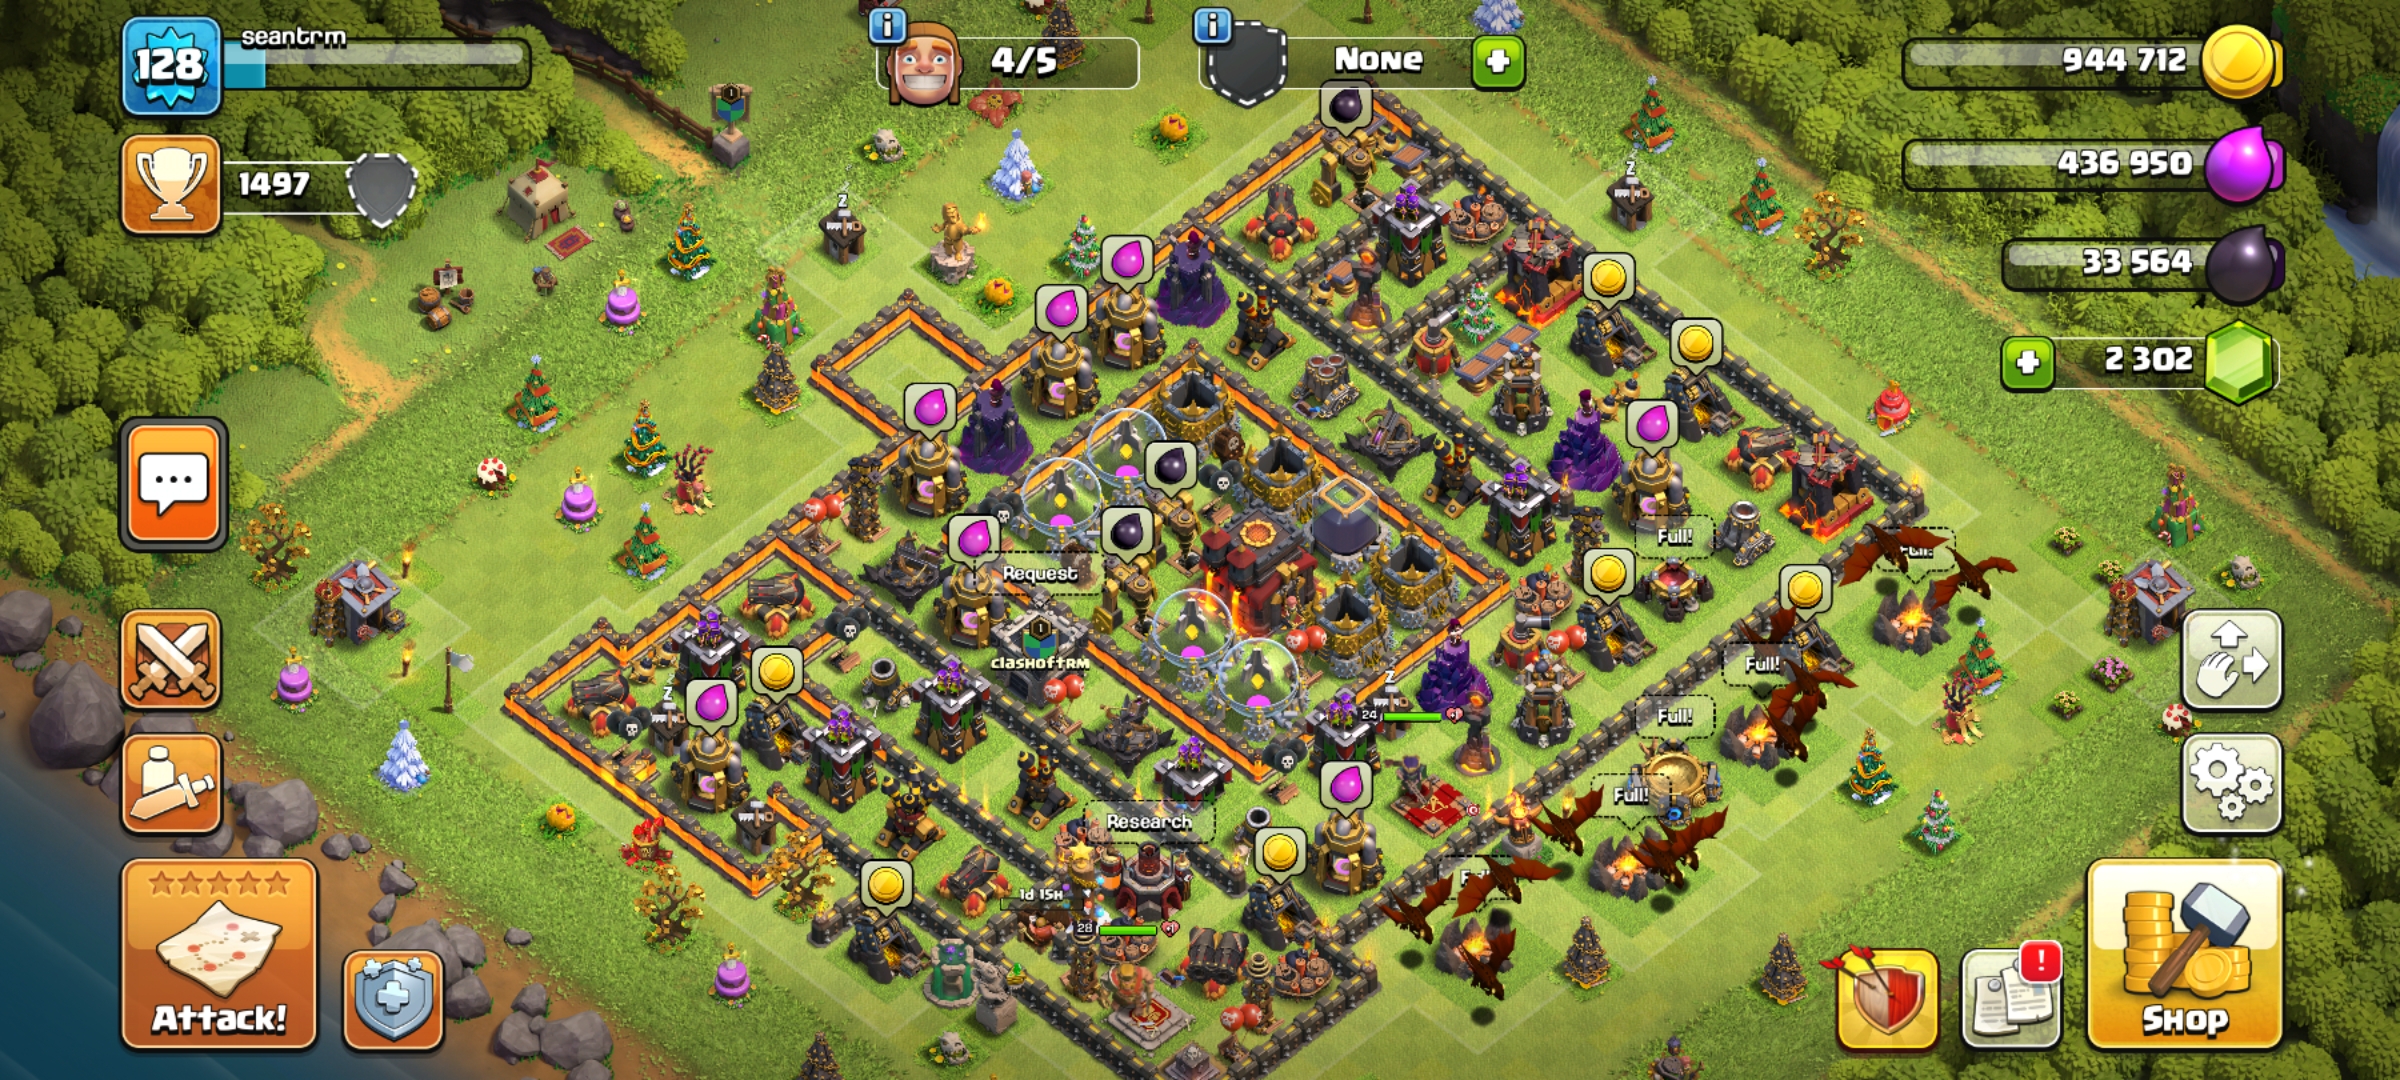 128
seantrm
4/5
None
944 712
1497
436 950
33 564
2 302
z
z
Full!
Full!
Request
clashoftrm
Full!
z
z
24
Full!
Full!
Research
1d 15H
28
Attack!
!
Shop